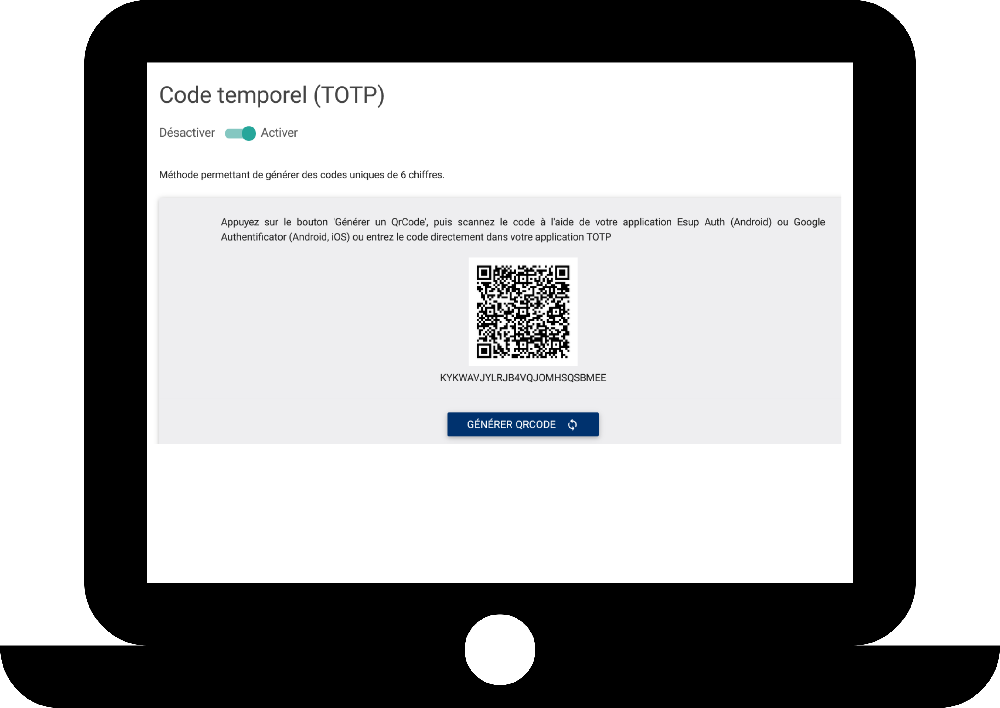 Code temporel (TOTP)
Désactiver Activer
Méthode permettant de générer des codes uniques de 6 chiffres.
Appuyez sur le bouton 'Générer un QrCode', puis scannez le code à l'aide de votre application Esup Auth (Android) ou Google
Authentificator (Android, iOS) ou entrez le code directement dans votre application TOTP
KYKWAVJYLRJB4VQJOMHSQSBMEE
GÉNÉRER QRCODE